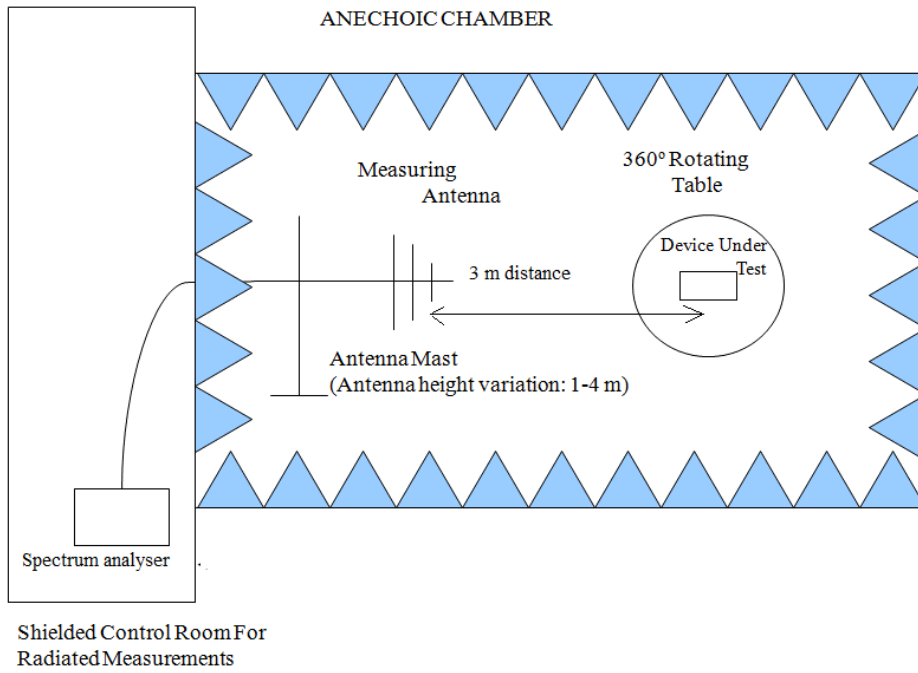 ANECHOIC CHAMBER
Measuring
Antenna
360º Rotating
Table
Device Under
Test
3 m distance
Antenna Mast
(Antenna height variation: 1-4 m)
Spectrum analyser
Shielded Control Room For
Radiated Measurements